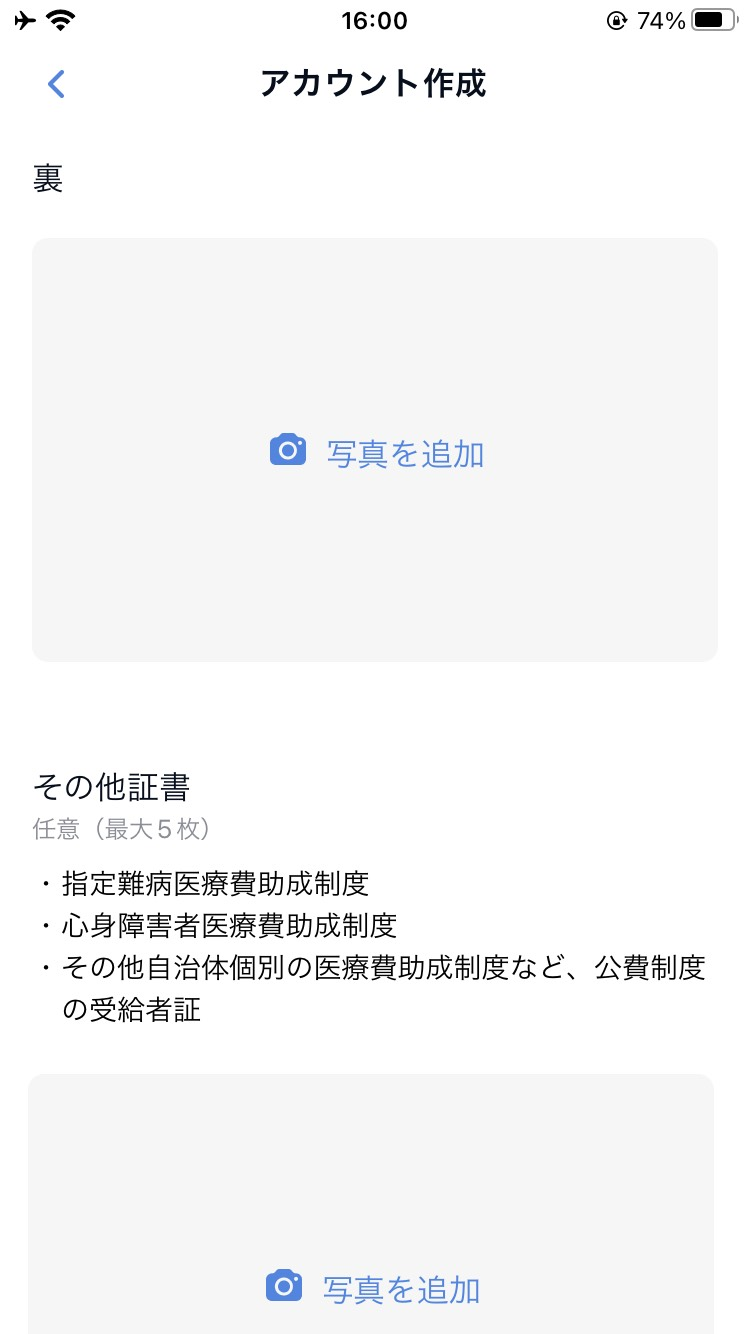 16:00
74%
アカウント作成
裏
写真を追加
その他証書
任意（最大5枚）
・指定難病医療費助成制度
・心身障害者医療費助成制度
・その他自治体個別の医療費助成制度など、公費制度
の受給者証
写真を追加